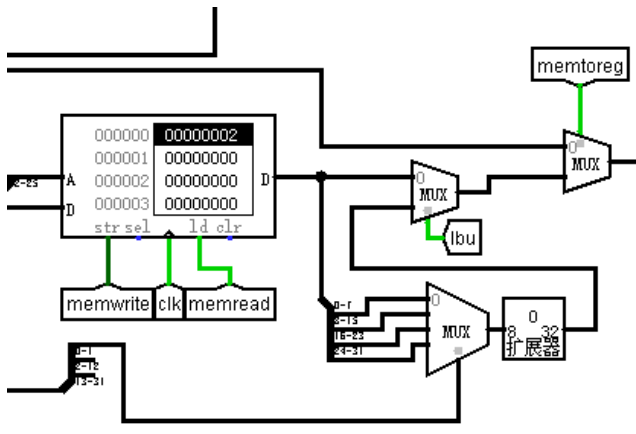 memtoreg
000000 00000002
000001 00000000
000002 00000000
000003 00000000
A
D
D
str sel ld clr
2-25
memwrite
clk
memread
0
MUX
lbu
0
MUX
0-7
8-15
16-23
24-31
0
MUX
0
8 32
扩展器
0-1
2-12
13-31